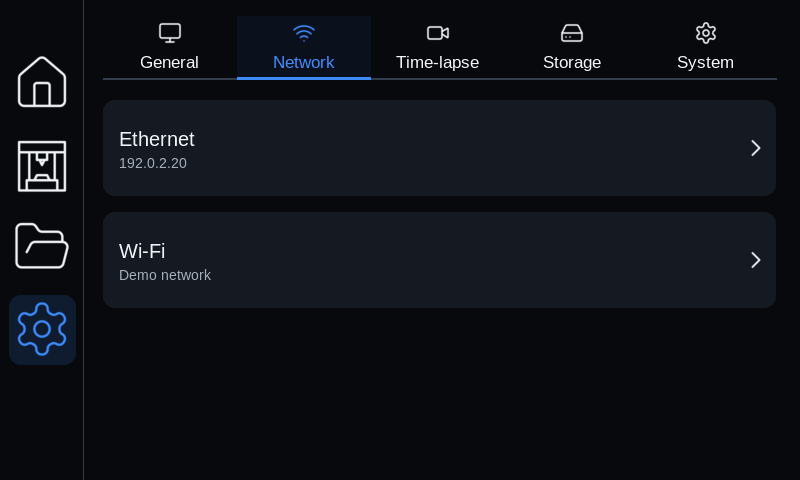 General
Network
Time-lapse
Storage
System
Ethernet
192.0.2.20
Wi-Fi
Demo network